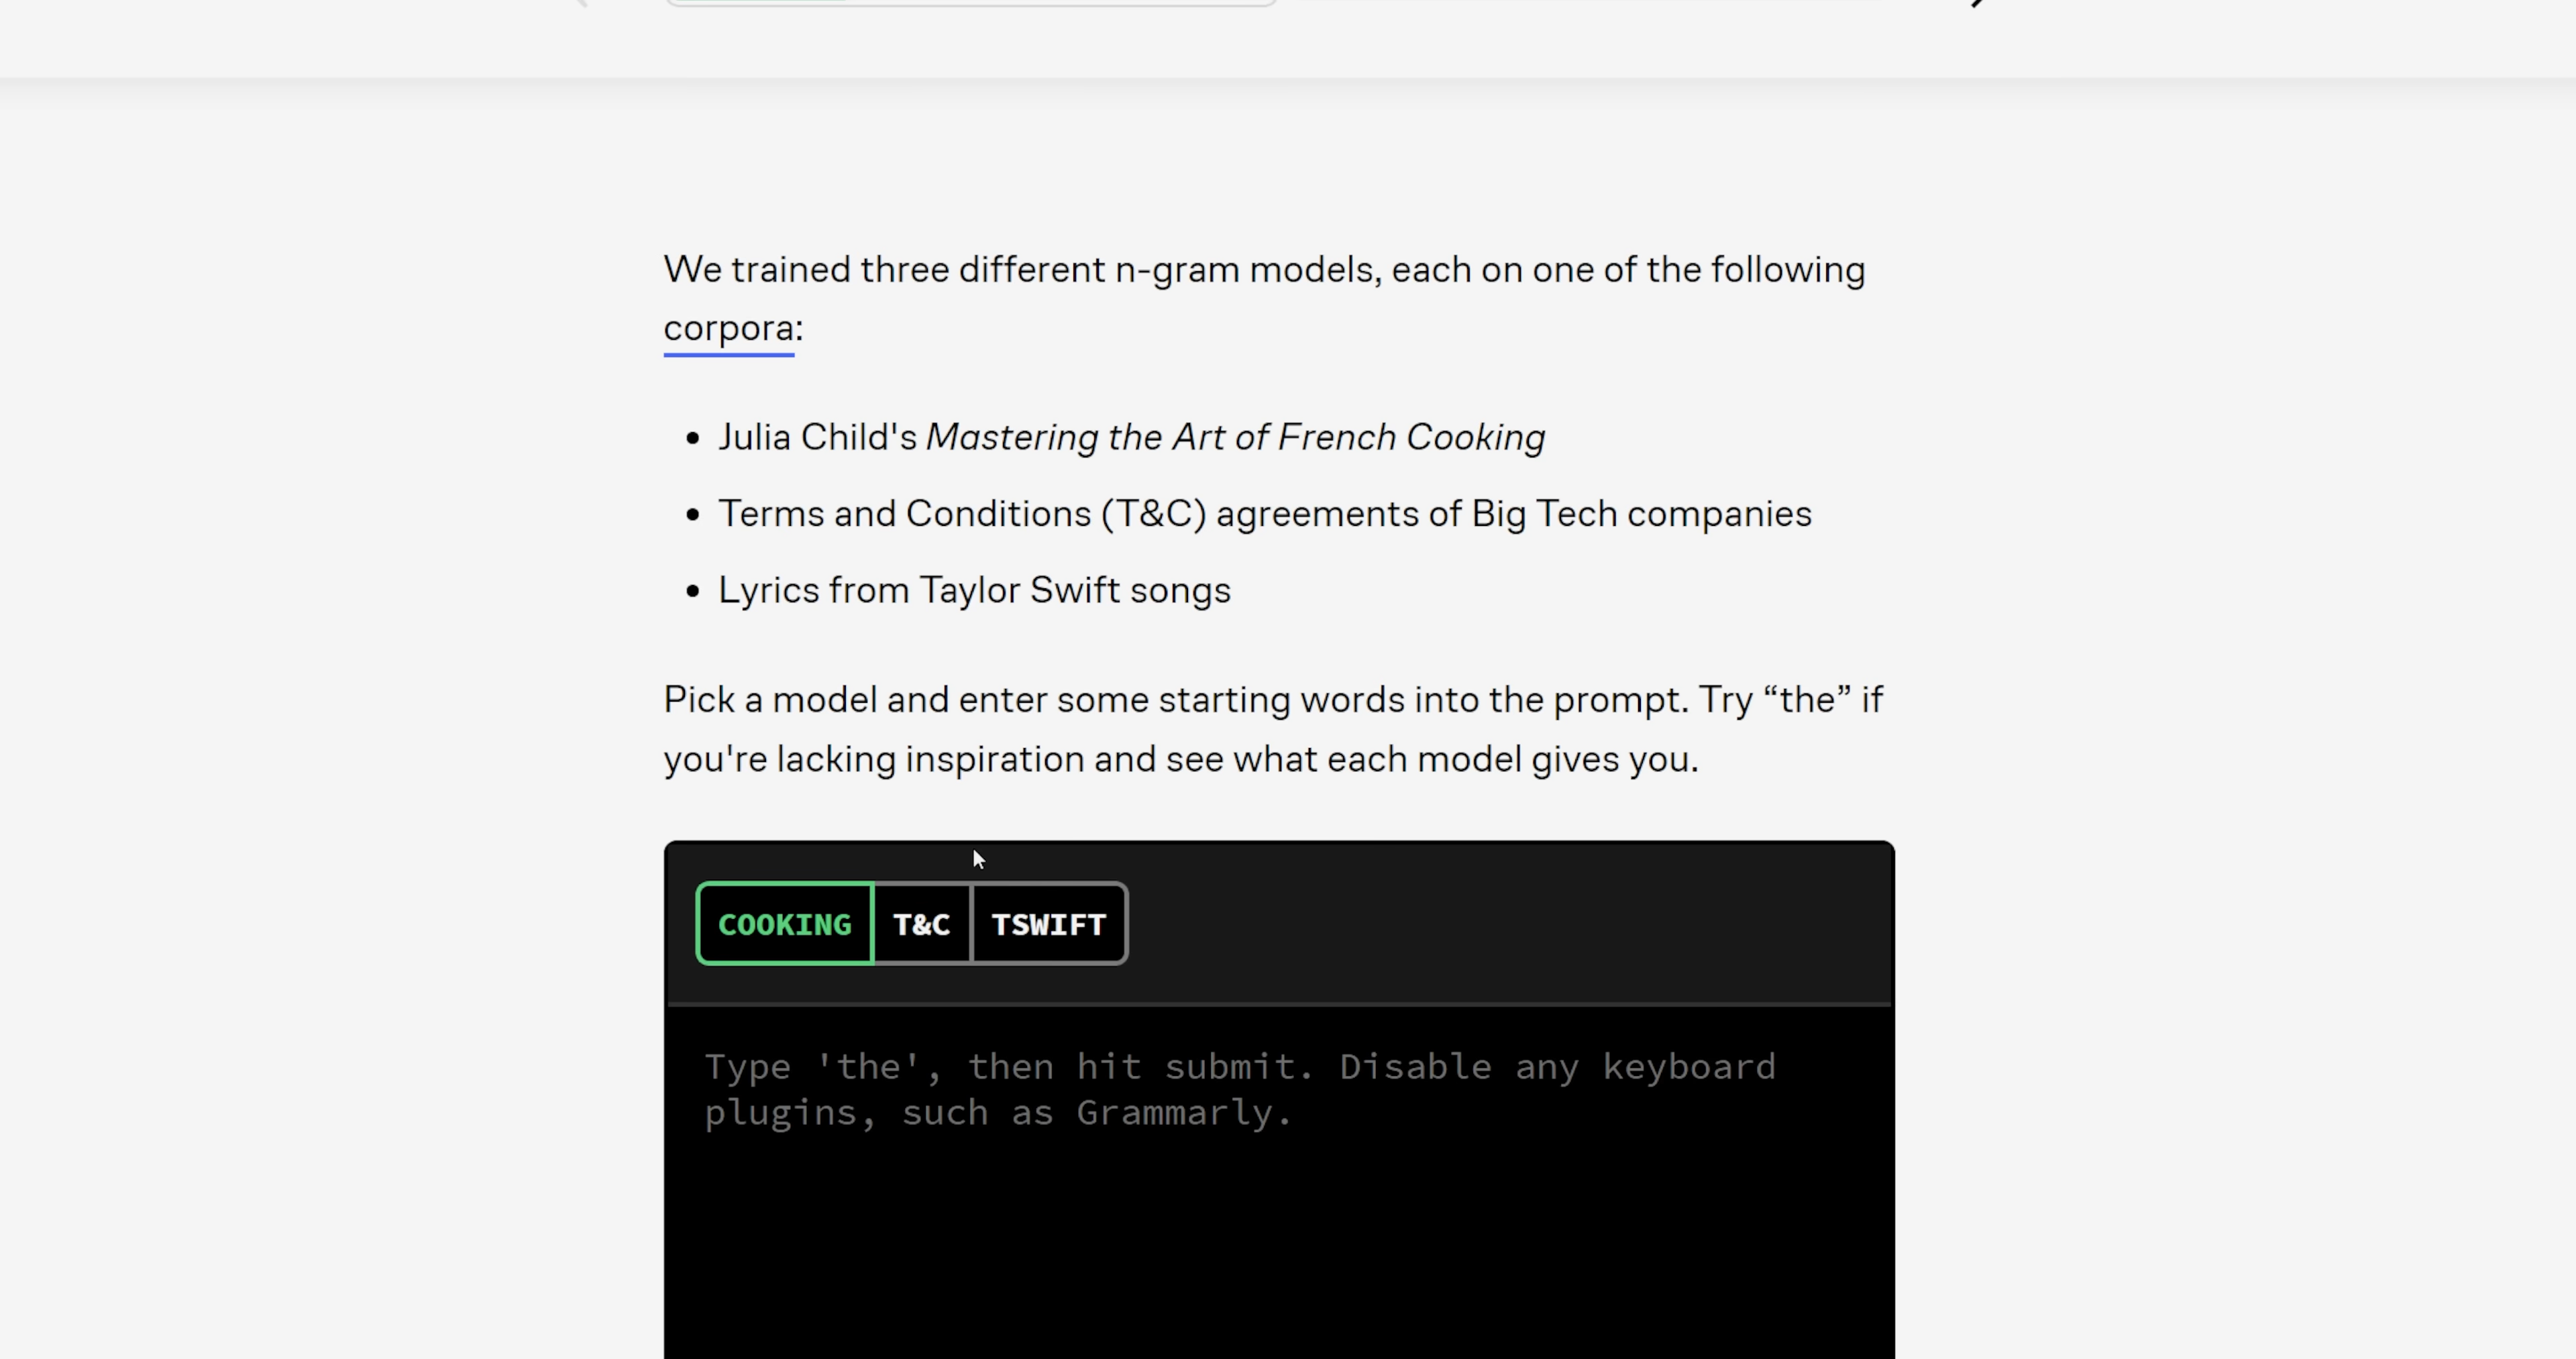 We trained three different n-gram models, each on one of the following
corpora:
• Julia Child's Mastering the Art of French Cooking
• Terms and Conditions (T&C) agreements of Big Tech companies
• Lyrics from Taylor Swift songs
Pick a model and enter some starting words into the prompt. Try “the” if
you're lacking inspiration and see what each model gives you.
COOKING T&C TSWIFT
Type 'the', then hit submit. Disable any keyboard
plugins, such as Grammarly.